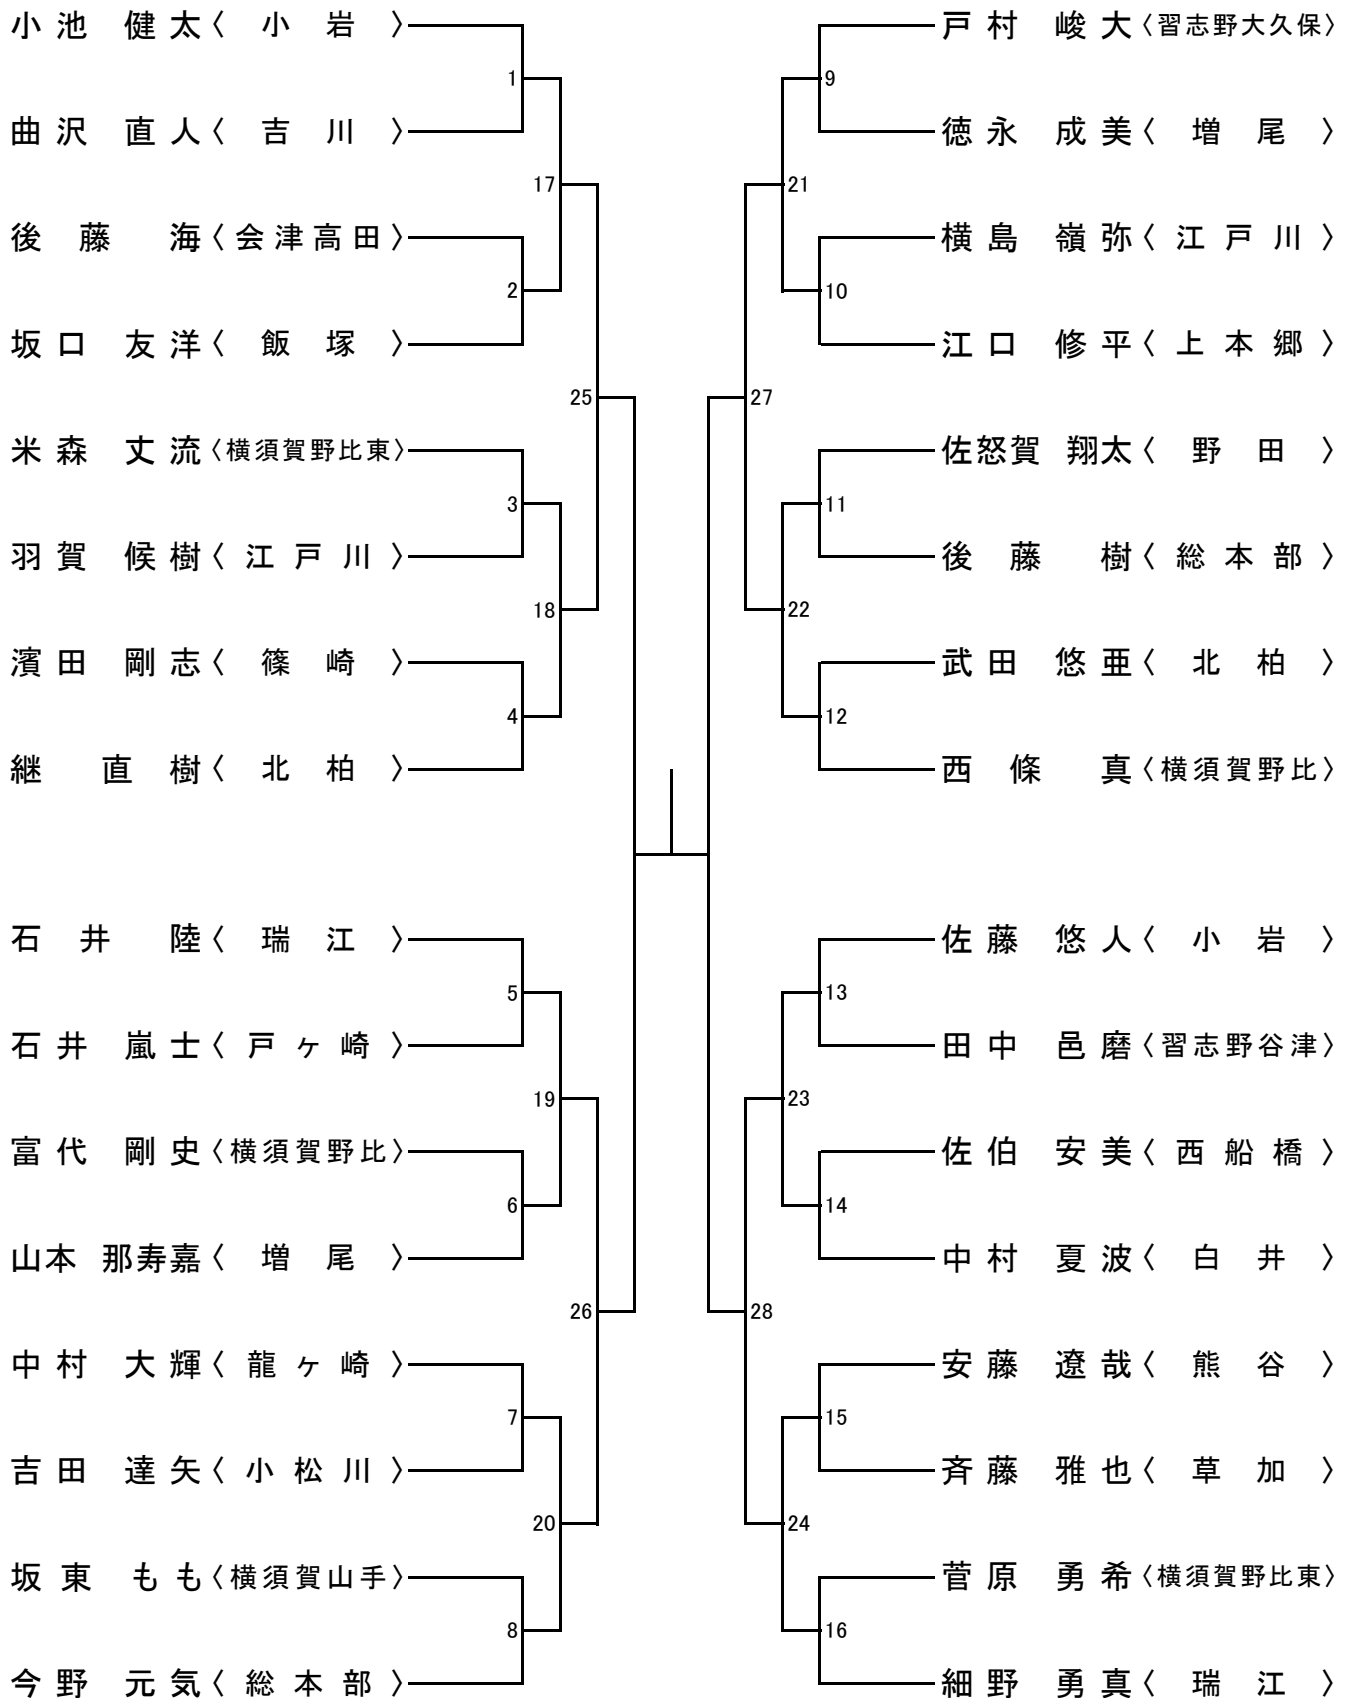 小池 健太〈 小岩 〉
1
曲沢 直人〈 吉川 〉
17
後藤 海〈 会津高田 〉
2
坂口 友洋〈 飯塚 〉
25
米森 丈流〈横須賀野比東〉
3
羽賀 候樹〈 江戸川 〉
18
濱田 剛志〈 篠崎 〉
4
継 直樹〈 北柏 〉
石井 陸〈 瑞江 〉
5
石井 嵐士〈 戸ヶ崎 〉
19
富代 剛史〈横須賀野比〉
6
山本 那寿嘉〈 増尾 〉
26
中村 大輝〈 龍ヶ崎 〉
7
吉田 達矢〈 小松川 〉
20
坂東 もも〈横須賀山手〉
8
今野 元気〈 総本部 〉
戸村 峻大〈習志野大久保〉
9
徳永 成美〈 増尾 〉
21
横島 嶺弥〈 江戸川 〉
10
江口 修平〈 上本郷 〉
27
佐怒賀 翔太〈 野田 〉
11
後藤 樹〈 総本部 〉
22
武田 悠亜〈 北柏 〉
12
西條 真〈横須賀野比〉
佐藤 悠人〈 小岩 〉
13
田中 邑磨〈習志野谷津〉
23
佐伯 安美〈 西船橋 〉
14
中村 夏波〈 白井 〉
28
安藤 遼哉〈 熊谷 〉
15
斉藤 雅也〈 草加 〉
24
菅原 勇希〈横須賀野比東〉
16
細野 勇真〈 瑞江 〉